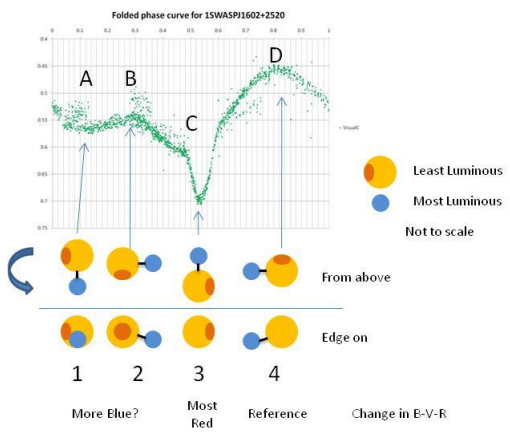 Folded phase curve for 1SWASPJ1602+2520
0 0.1 0.2 0.3 0.4 0.5 0.6 0.7 0.8 0.9 1
0.4
0.45
0.5
0.55
0.6
0.65
0.7
0.75
A
B
C
D
Least Luminous
Most Luminous
Not to scale
From above
Edge on
1 2 3 4
More Blue? Most Red Reference Change in B-V-R